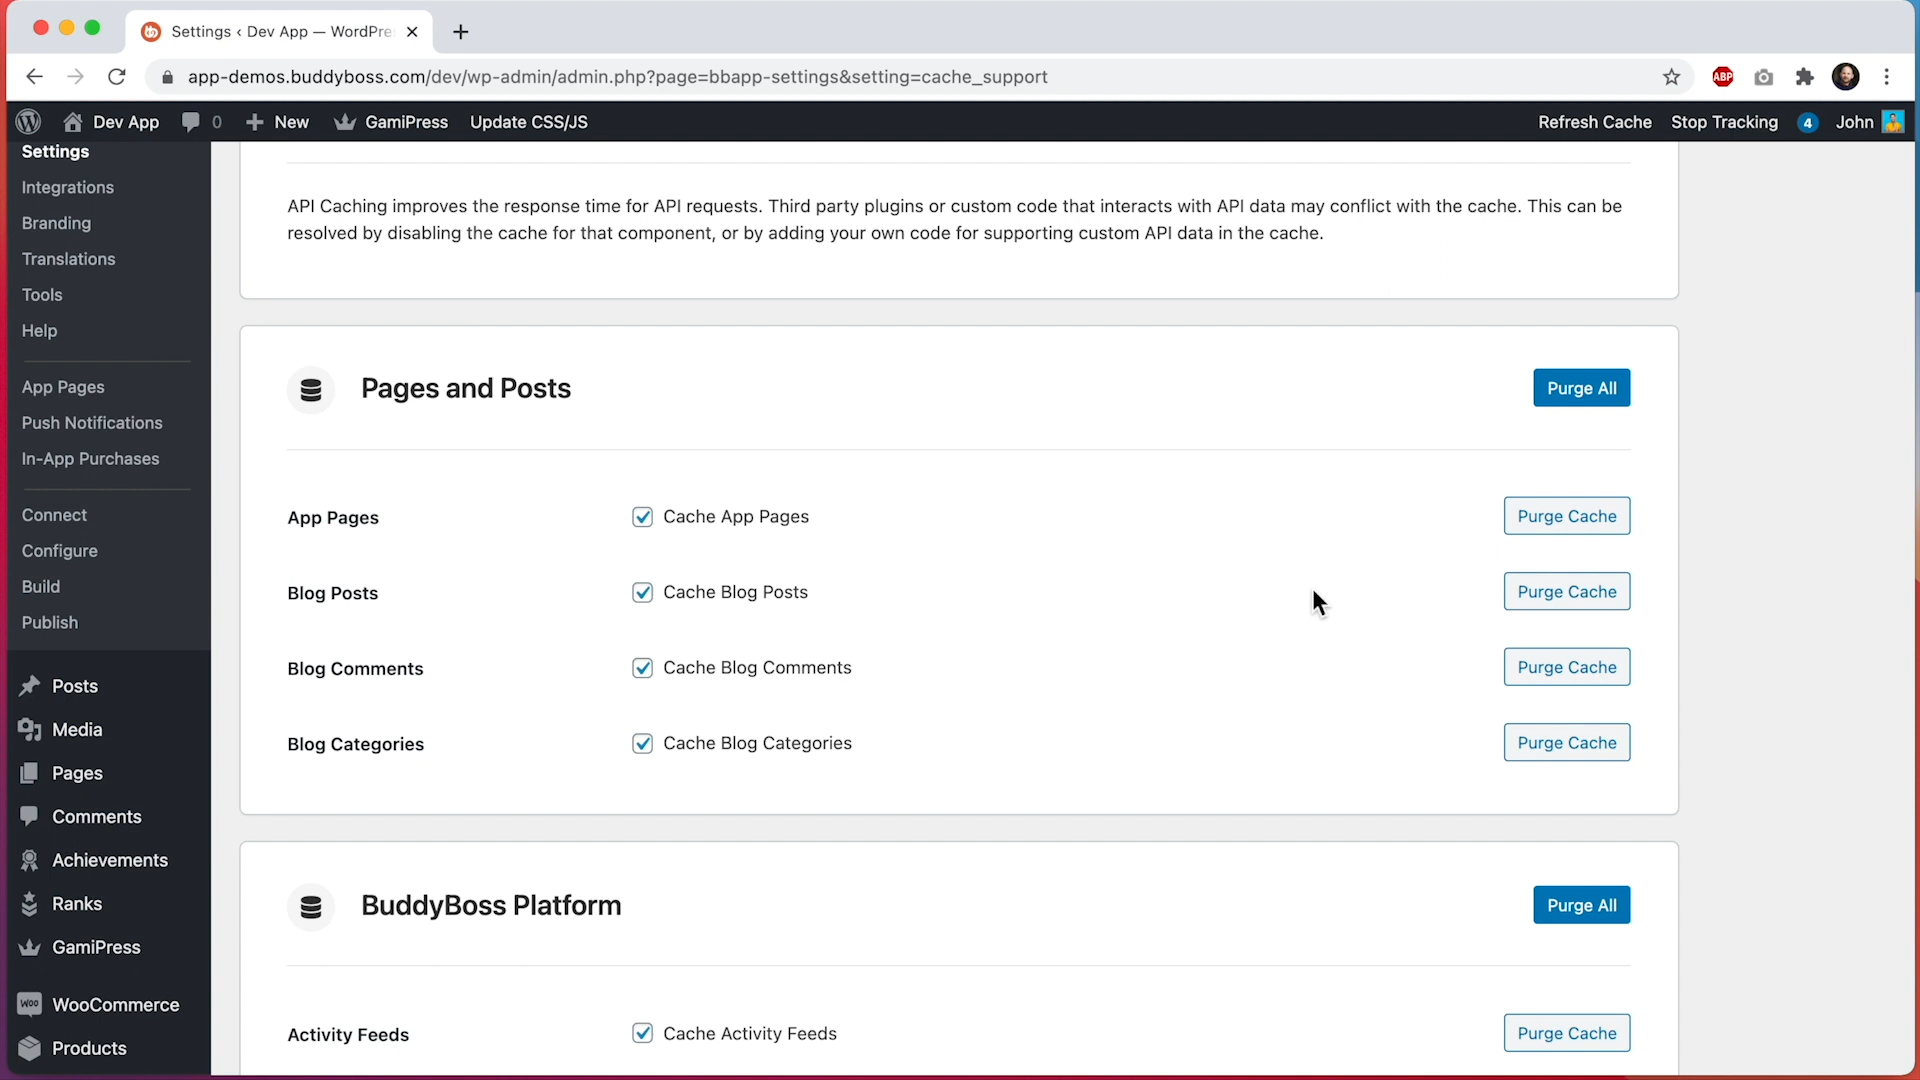 Settings ‹ Dev App — WordPre
app-demos.buddyboss.com/dev/wp-admin/admin.php?page=bbapp-settings&setting=cache_support
ABP
Dev App
0
New
GamiPress
Update CSS/JS
Refresh Cache
Stop Tracking
4
John
Settings
Integrations
Branding
Translations
Tools
Help
App Pages
Push Notifications
In-App Purchases
Connect
Configure
Build
Publish
Posts
Media
Pages
Comments
Achievements
Ranks
GamiPress
Woo WooCommerce
Products
API Caching improves the response time for API requests. Third party plugins or custom code that interacts with API data may conflict with the cache. This can be
resolved by disabling the cache for that component, or by adding your own code for supporting custom API data in the cache.
Pages and Posts
Purge All
App Pages
Cache App Pages
Purge Cache
Blog Posts
Cache Blog Posts
Purge Cache
Blog Comments
Cache Blog Comments
Purge Cache
Blog Categories
Cache Blog Categories
Purge Cache
BuddyBoss Platform
Purge All
Activity Feeds
Cache Activity Feeds
Purge Cache